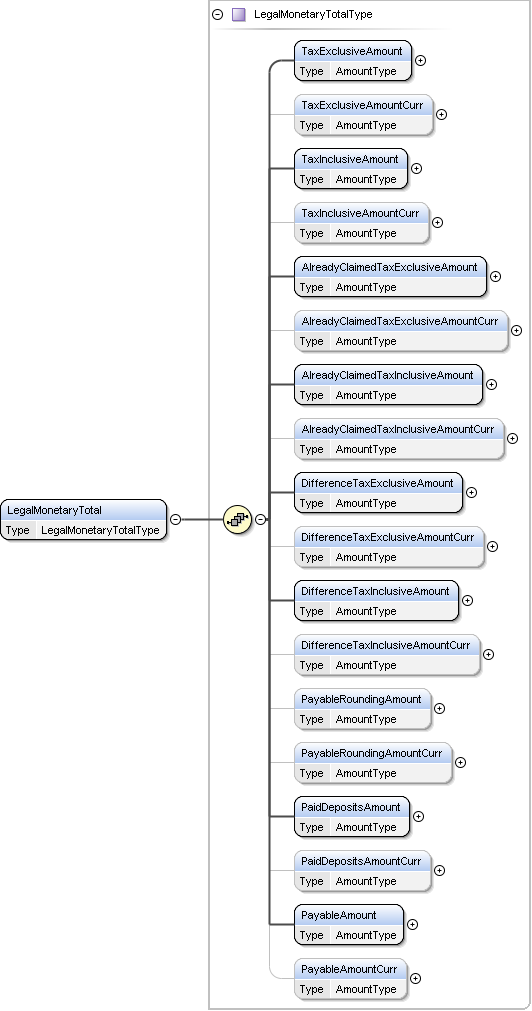 LegalMonetaryTotalType
TaxExclusiveAmount
Type AmountType
TaxExclusiveAmountCurr
Type AmountType
TaxInclusiveAmount
Type AmountType
TaxInclusiveAmountCurr
Type AmountType
AlreadyClaimedTaxExclusiveAmount
Type AmountType
AlreadyClaimedTaxExclusiveAmountCurr
Type AmountType
AlreadyClaimedTaxInclusiveAmount
Type AmountType
AlreadyClaimedTaxInclusiveAmountCurr
Type AmountType
LegalMonetaryTotal
Type LegalMonetaryTotalType
DifferenceTaxExclusiveAmount
Type AmountType
DifferenceTaxExclusiveAmountCurr
Type AmountType
DifferenceTaxInclusiveAmount
Type AmountType
DifferenceTaxInclusiveAmountCurr
Type AmountType
PayableRoundingAmount
Type AmountType
PayableRoundingAmountCurr
Type AmountType
PaidDepositsAmount
Type AmountType
PaidDepositsAmountCurr
Type AmountType
PayableAmount
Type AmountType
PayableAmountCurr
Type AmountType